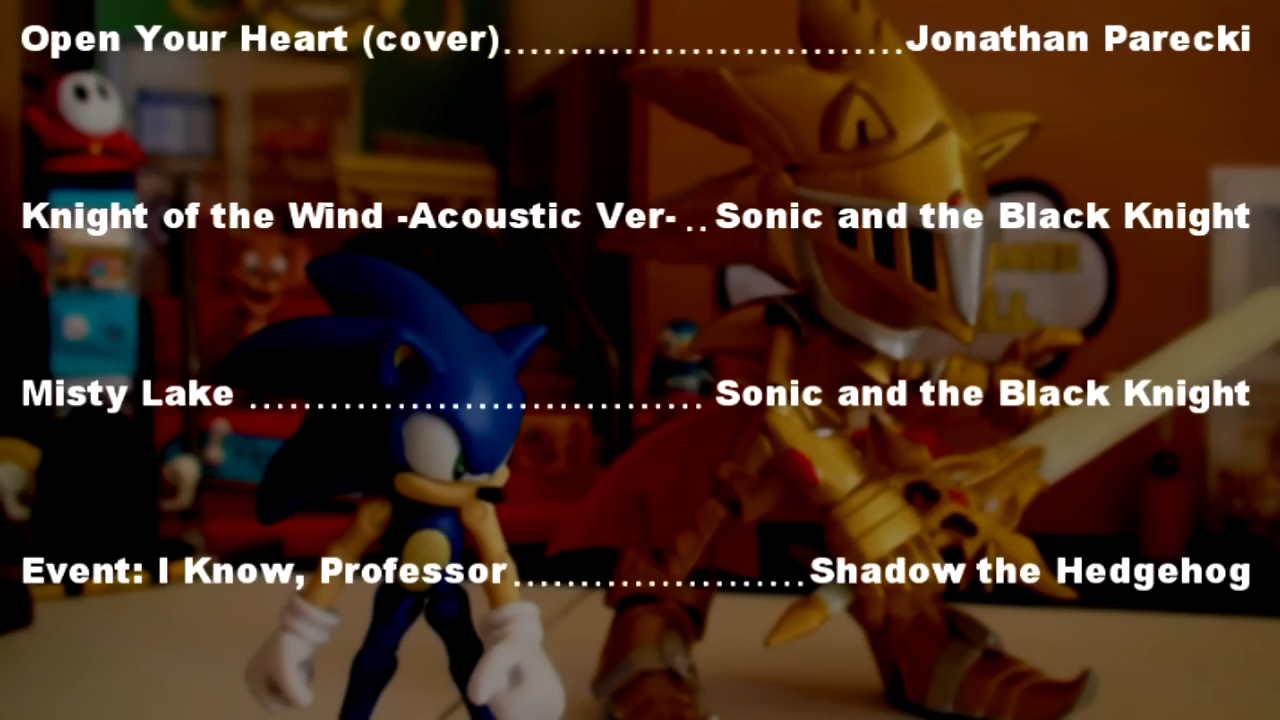 Open Your Heart (cover)..............................Jonathan Parecki
Knight of the Wind -Acoustic Ver- ..Sonic and the Black Knight
Misty Lake .................................. Sonic and the Black Knight
Event: I Know, Professor......................Shadow the Hedgehog